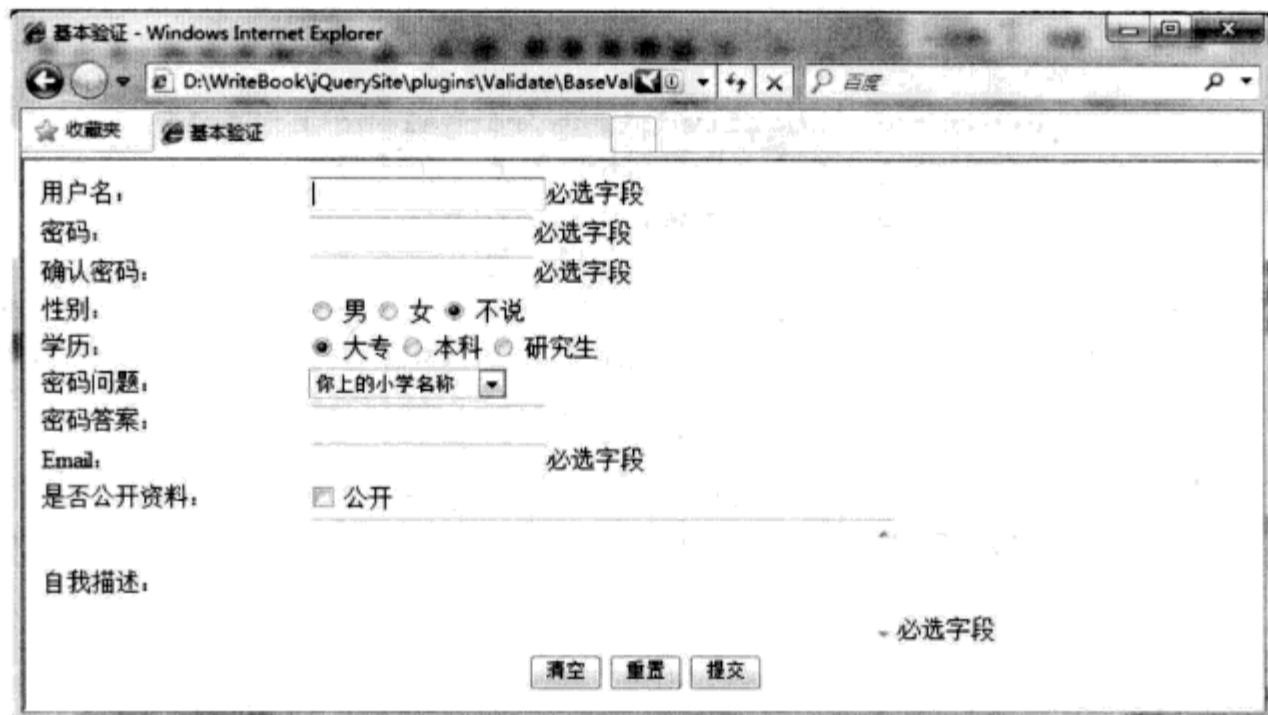 基本验证 - Windows Internet Explorer
D:\WriteBook\jQuerySite\plugins\Validate\BaseVal
百度
收藏夹
基本验证
用户名：
必选字段
密码：
必选字段
确认密码：
必选字段
性别：
男 女 不说
学历：
大专 本科 研究生
密码问题：
你上的小学名称
密码答案：
Email：
必选字段
是否公开资料：
公开
自我描述：
必选字段
清空 重置 提交